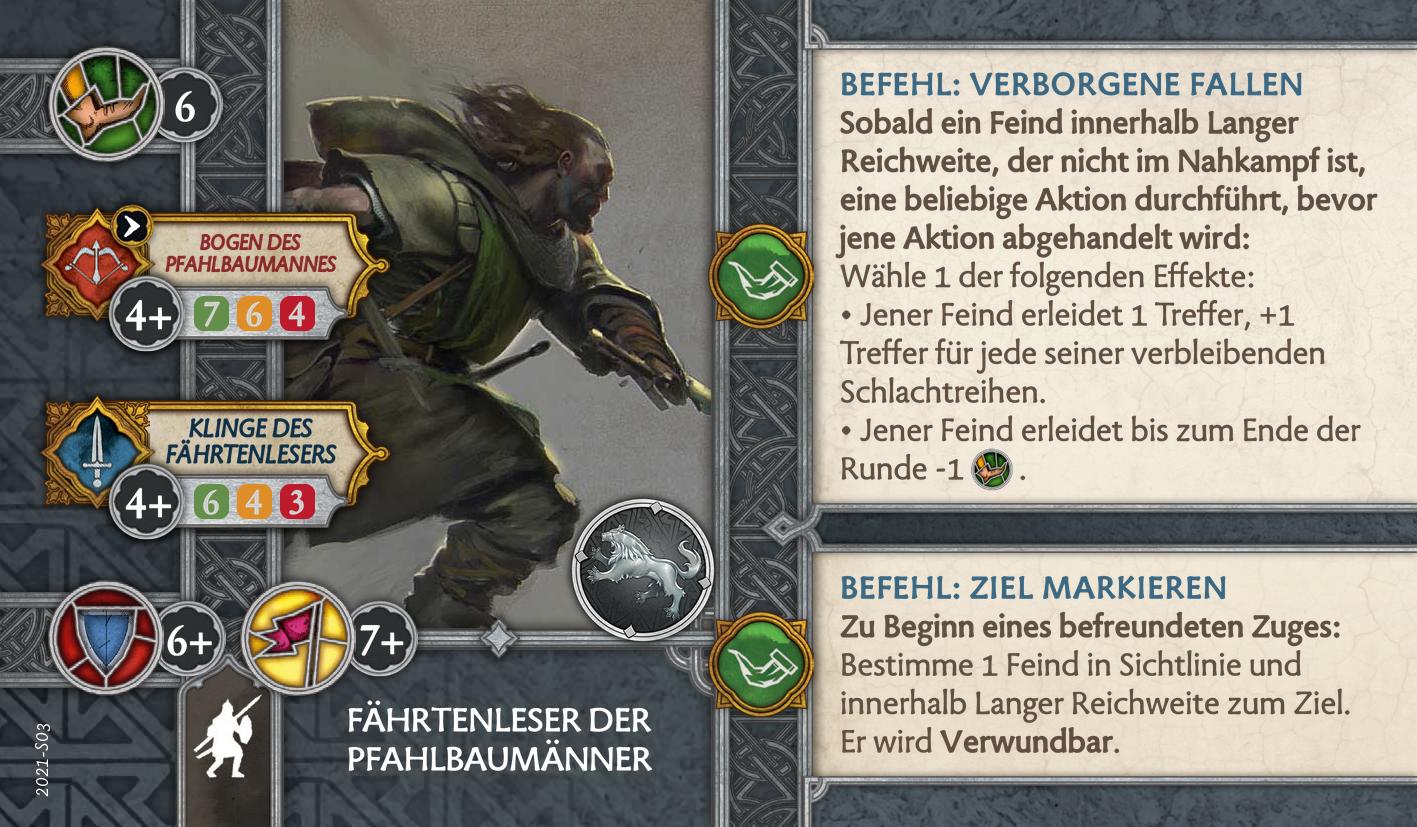 6
BOGEN DES
PFAHLBAUMANNES
4+ 7 6 4
KLINGE DES
FÄHRTENLESERS
4+ 6 4 3
6+ 7+
FÄHRTENLESER DER
PFAHLBAUMÄNNER
2021-S03
BEFEHL: VERBORGENE FALLEN
Sobald ein Feind innerhalb Langer
Reichweite, der nicht im Nahkampf ist,
eine beliebige Aktion durchführt, bevor
jene Aktion abgehandelt wird:
Wähle 1 der folgenden Effekte:
• Jener Feind erleidet 1 Treffer, +1
Treffer für jede seiner verbleibenden
Schlachtreihen.
• Jener Feind erleidet bis zum Ende der
Runde -1 .
BEFEHL: ZIEL MARKIEREN
Zu Beginn eines befreundeten Zuges:
Bestimme 1 Feind in Sichtlinie und
innerhalb Langer Reichweite zum Ziel.
Er wird Verwundbar.